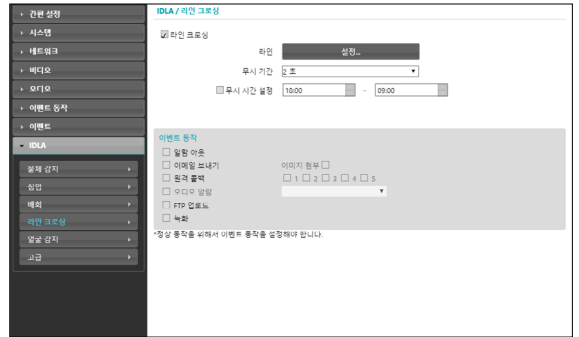 간편 설정
시스템
네트워크
비디오
오디오
이벤트 동작
이벤트
IDLA
물체 감지
침입
배회
라인 크로싱
얼굴 감지
고급
IDLA / 라인 크로싱
라인 크로싱
라인 설정...
무시 기간 2 초
무시 시간 설정 18:00 ~ 09:00
이벤트 동작
알람 아웃
이메일 보내기 이미지 첨부
원격 콜백 1 2 3 4 5
오디오 알람
FTP 업로드
녹화
*정상 동작을 위해서 이벤트 동작을 설정해야 합니다.